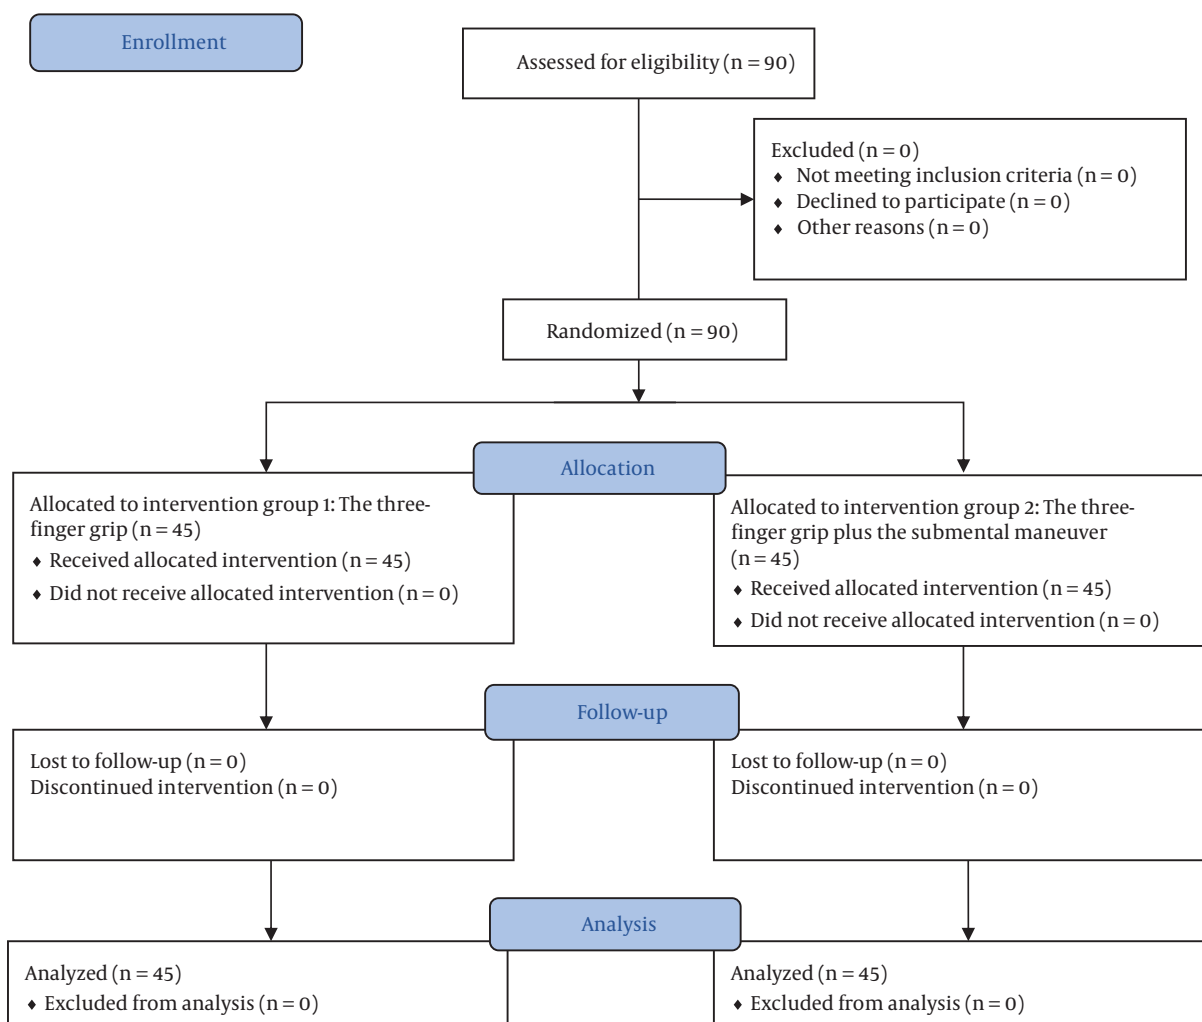 Enrollment
Assessed for eligibility (n = 90)
Excluded (n = 0)
♦ Not meeting inclusion criteria (n = 0)
♦ Declined to participate (n = 0)
♦ Other reasons (n = 0)
Randomized (n = 90)
Allocation
Allocated to intervention group 1: The three-
finger grip (n = 45)
♦ Received allocated intervention (n = 45)
♦ Did not receive allocated intervention (n = 0)
Allocated to intervention group 2: The three-
finger grip plus the submental maneuver
(n = 45)
♦ Received allocated intervention (n = 45)
♦ Did not receive allocated intervention (n = 0)
Follow-up
Lost to follow-up (n = 0)
Discontinued intervention (n = 0)
Lost to follow-up (n = 0)
Discontinued intervention (n = 0)
Analysis
Analyzed (n = 45)
♦ Excluded from analysis (n = 0)
Analyzed (n = 45)
♦ Excluded from analysis (n = 0)